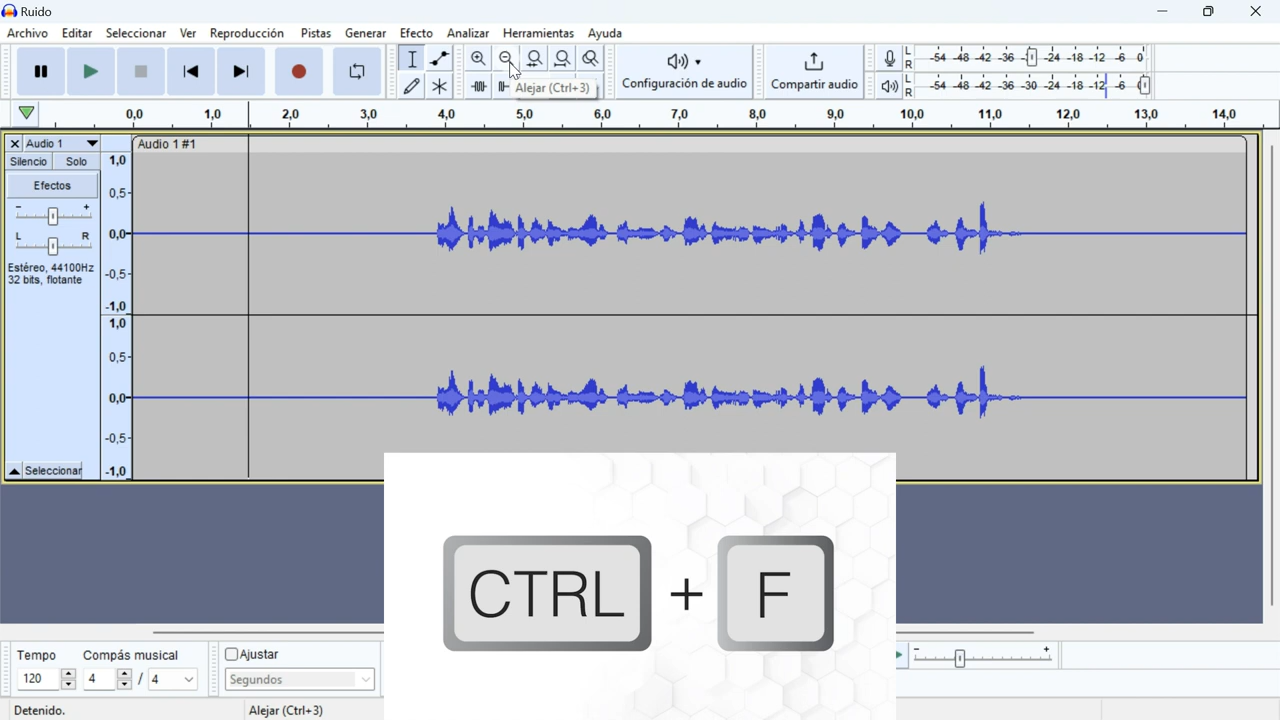 Ruido
Archivo Editar Seleccionar Ver Reproducción Pistas Generar Efecto Analizar Herramientas Ayuda
Configuración de audio
Compartir audio
L
R
-54 -48 -42 -36 -24 -18 -12 -6 0
L
R
-54 -48 -42 -36 -30 -24 -18 -12 -6 0
Alejar (Ctrl+3)
0,0 1,0 2,0 3,0 4,0 5,0 6,0 7,0 8,0 9,0 10,0 11,0 12,0 13,0 14,0
Audio 1
Audio 1 #1
Silencio Solo
Efectos
- +
L R
Estéreo, 44100Hz
32 bits, flotante
Seleccionar
1,0
0,5
0,0
-0,5
-1,0
1,0
0,5
0,0
-0,5
-1,0
CTRL + F
Tempo
120
Compás musical
4 / 4
Ajustar
Segundos
- +
Detenido.
Alejar (Ctrl+3)